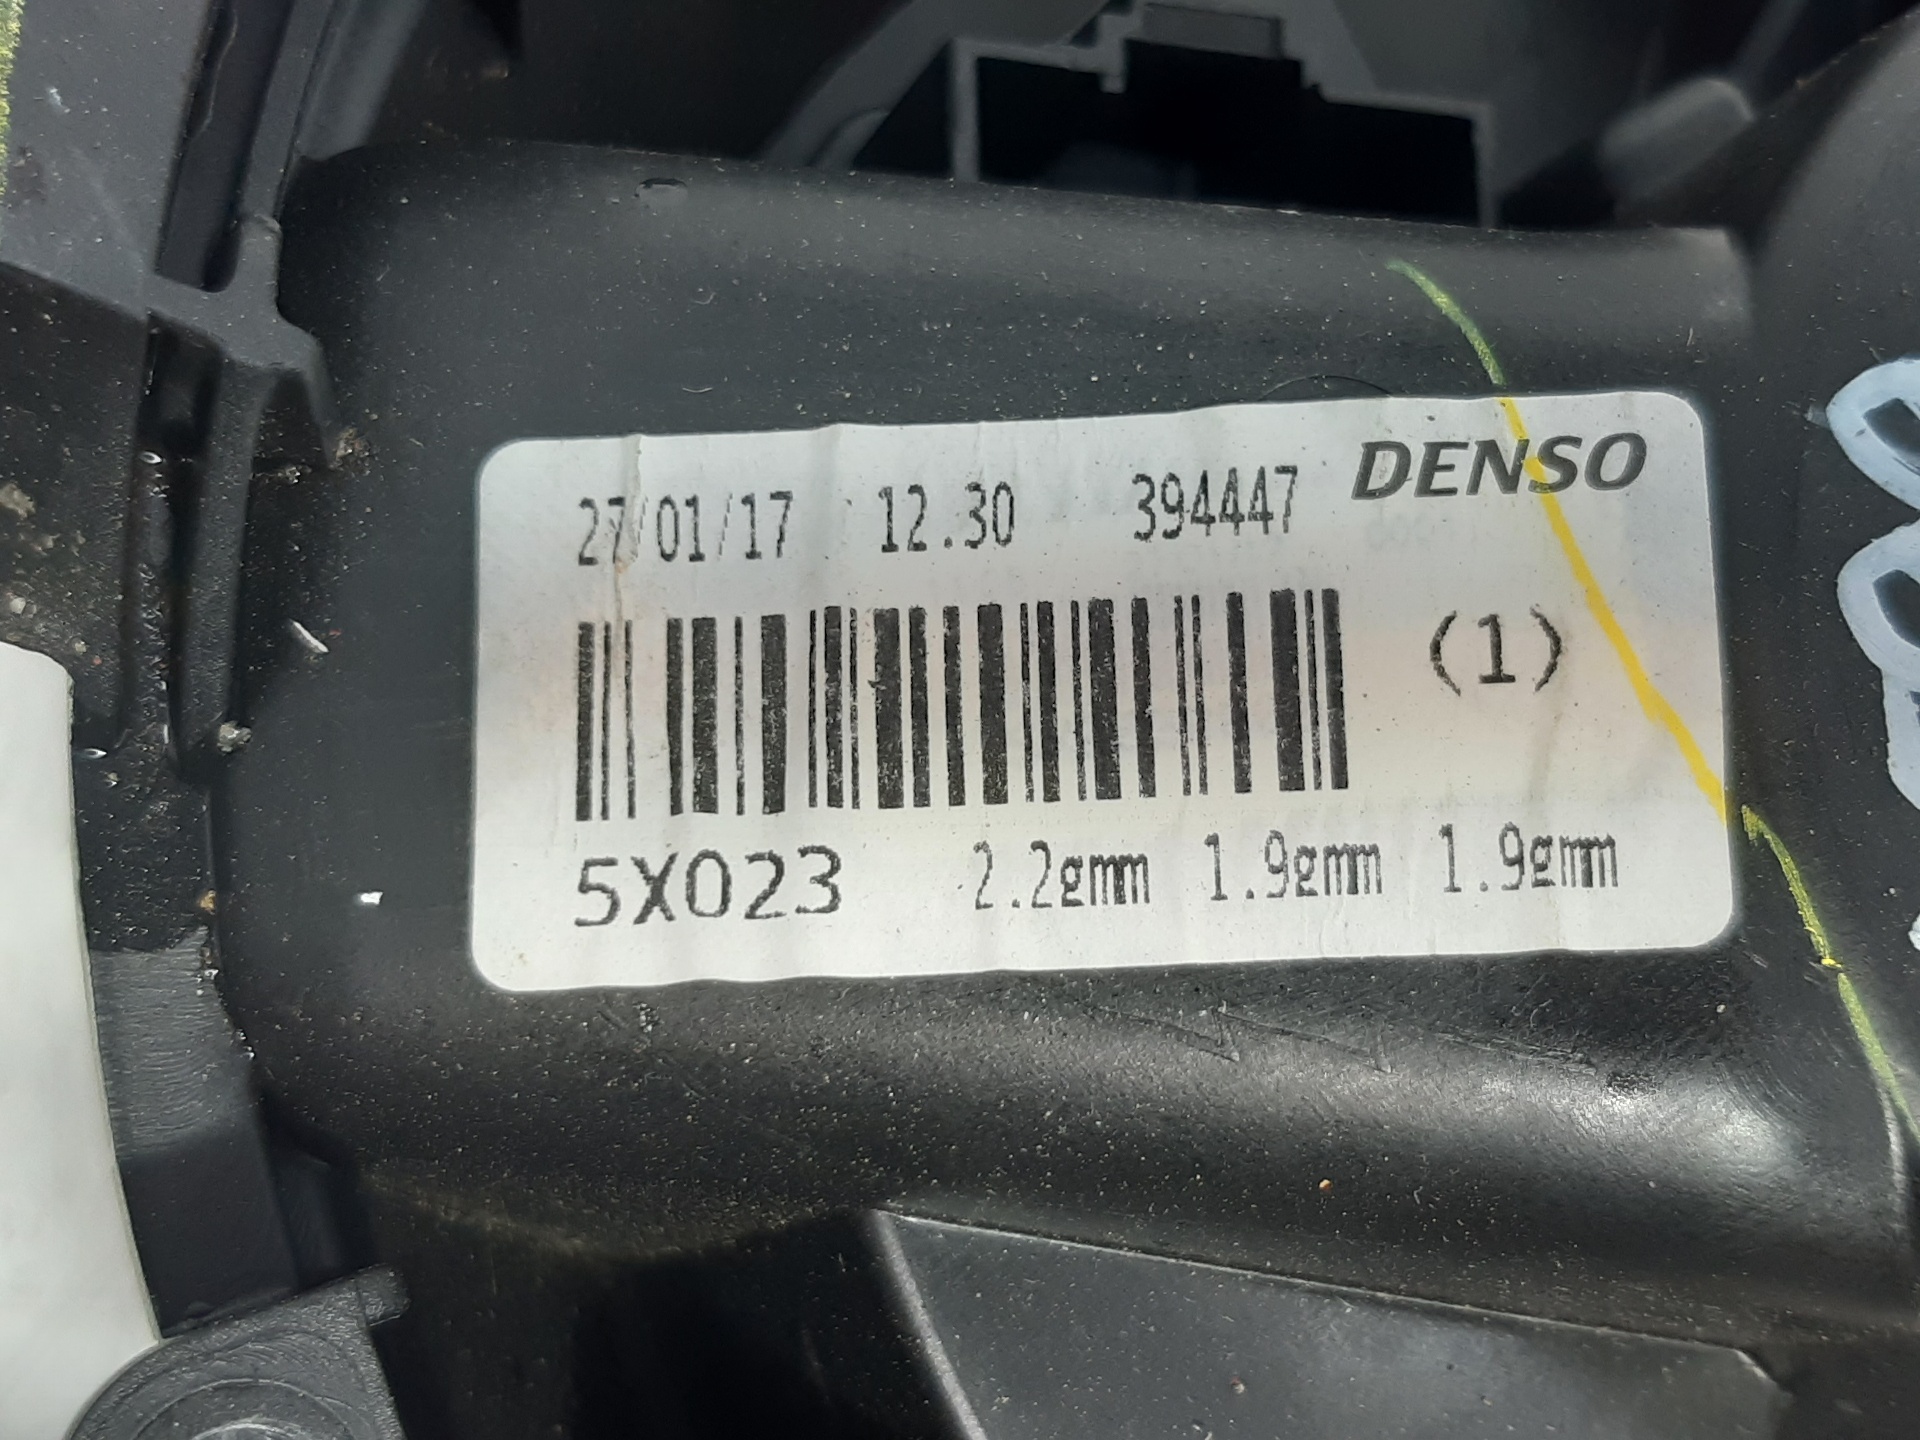 27/01/17 12.30 394447 DENSO
(1)
5X023 2.2gmm 1.9gmm 1.9gmm